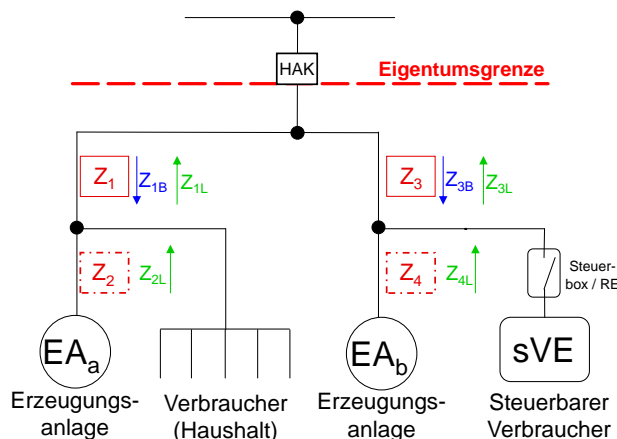 HAK
Eigentumsgrenze
Z1
Z1B
Z1L
Z3
Z3B
Z3L
Z2
Z2L
Z4
Z4L
Steuer-
box / RE
EAa
EAb
sVE
Erzeugungs-
anlage
Verbraucher
(Haushalt)
Erzeugungs-
anlage
Steuerbarer
Verbraucher